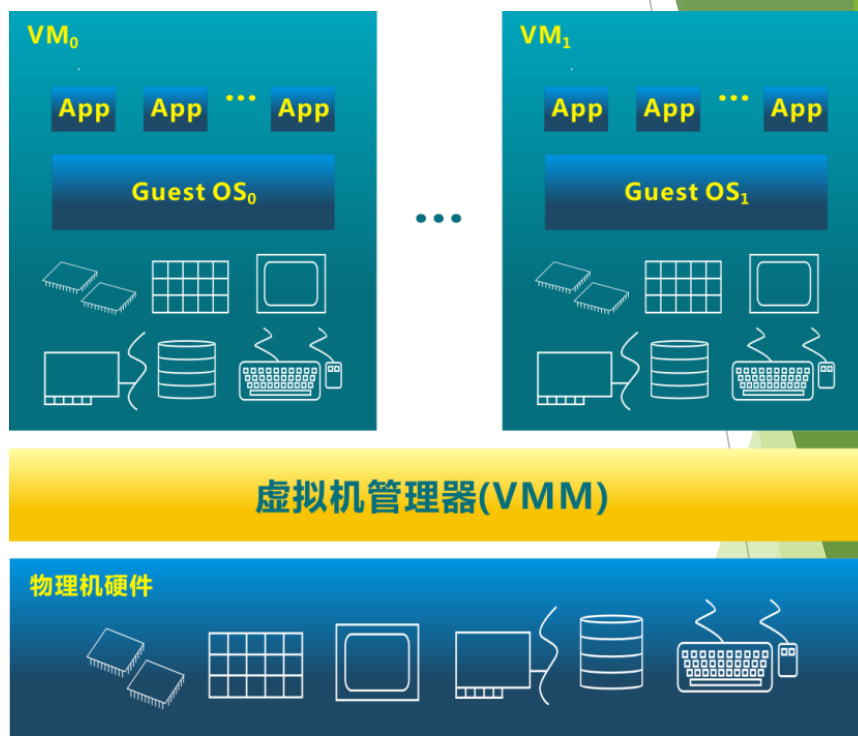 VM₀
App App ... App
Guest OS₀
VM₁
App App ... App
Guest OS₁
...
虚拟机管理器(VMM)
物理机硬件